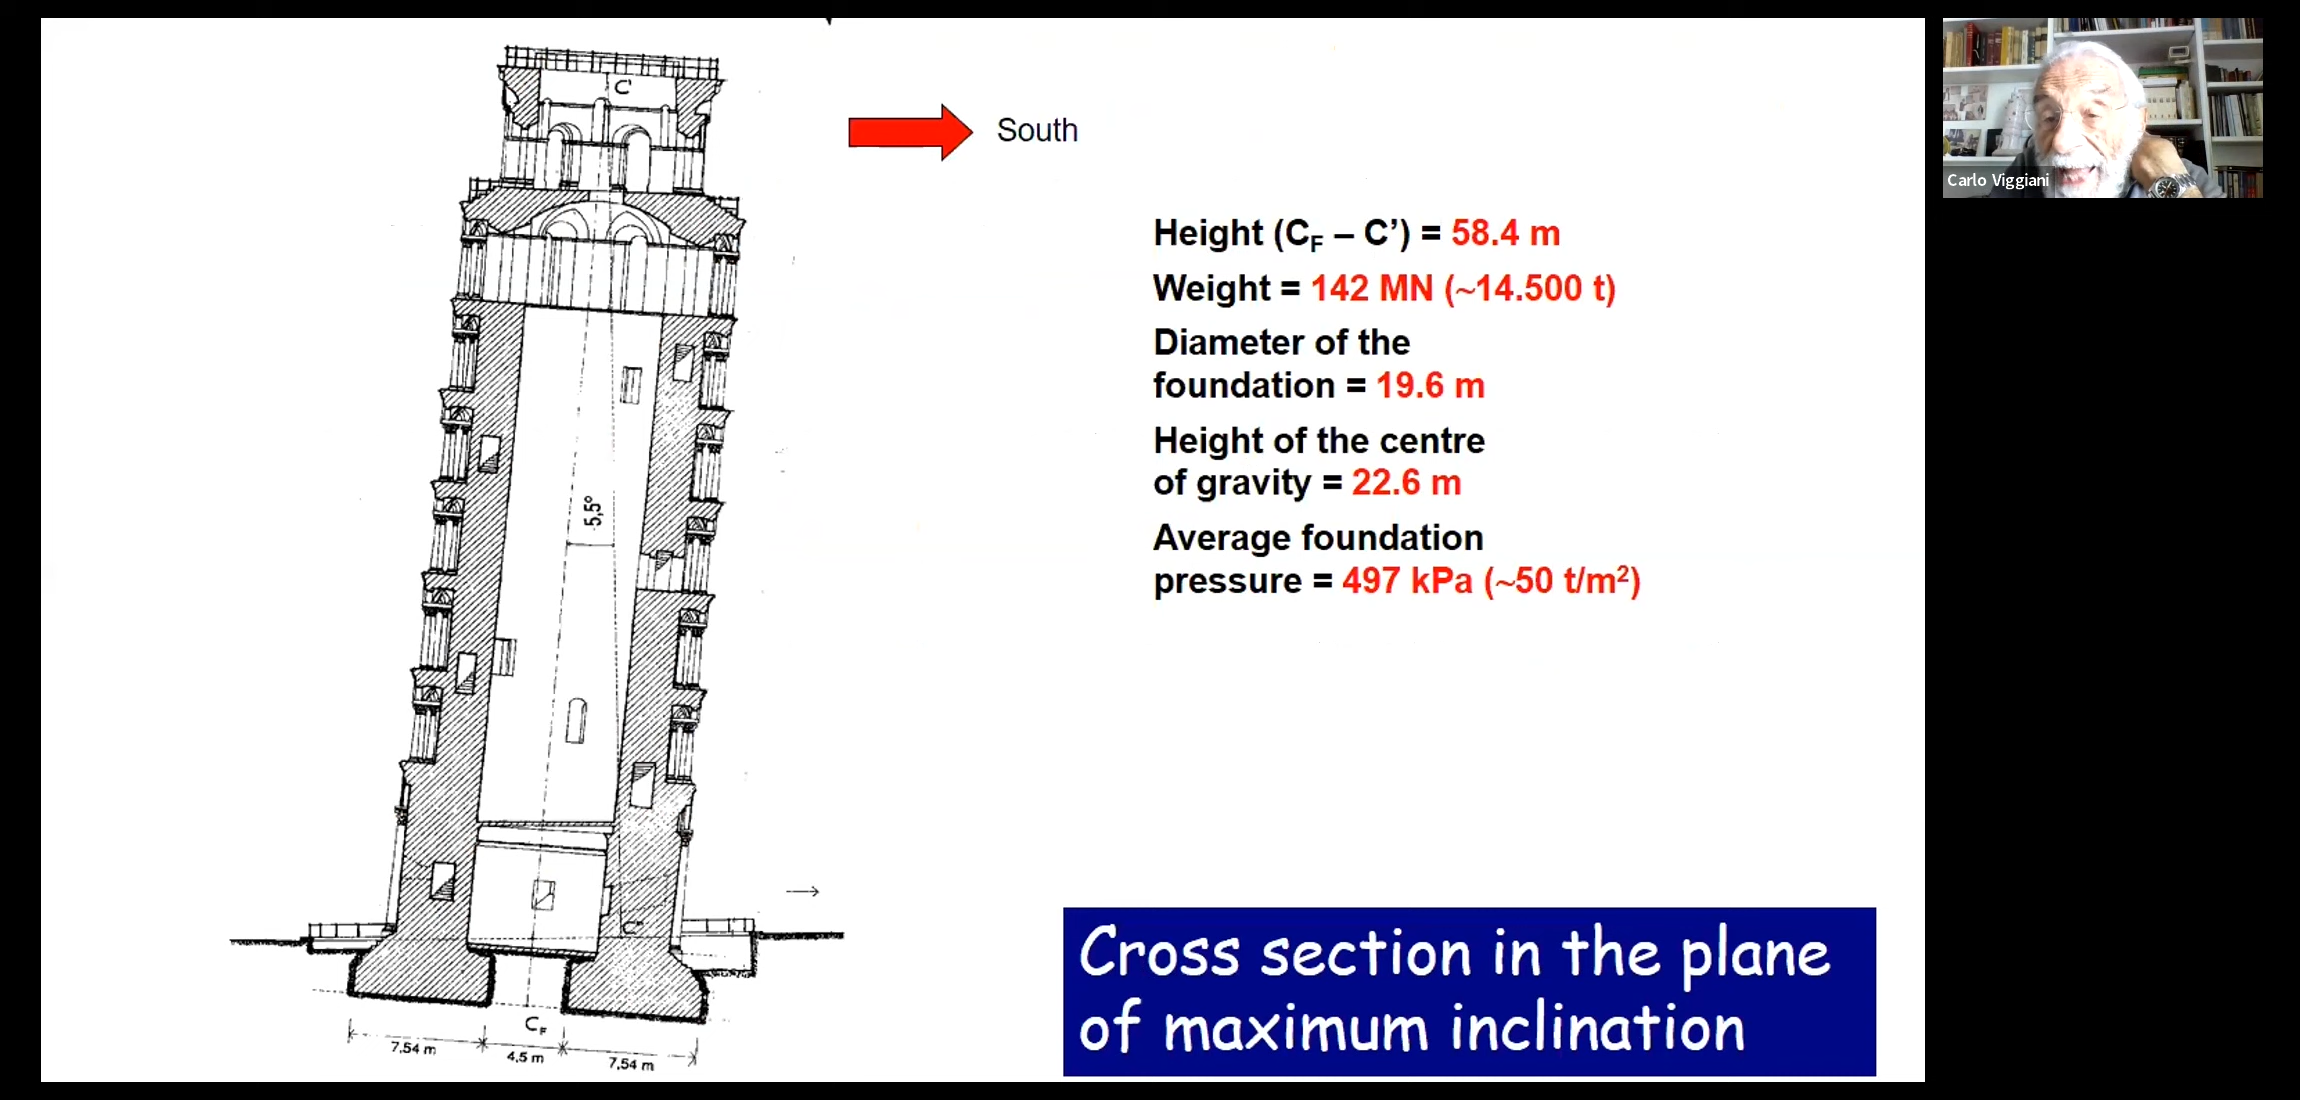 C'
South
Carlo Viggiani
Height (CF – C’) = 58.4 m
Weight = 142 MN (~14.500 t)
Diameter of the
foundation = 19.6 m
Height of the centre
of gravity = 22.6 m
5,5°
Average foundation
pressure = 497 kPa (~50 t/m²)
CF
7,54 m
4,5 m
7,54 m
Cross section in the plane
of maximum inclination